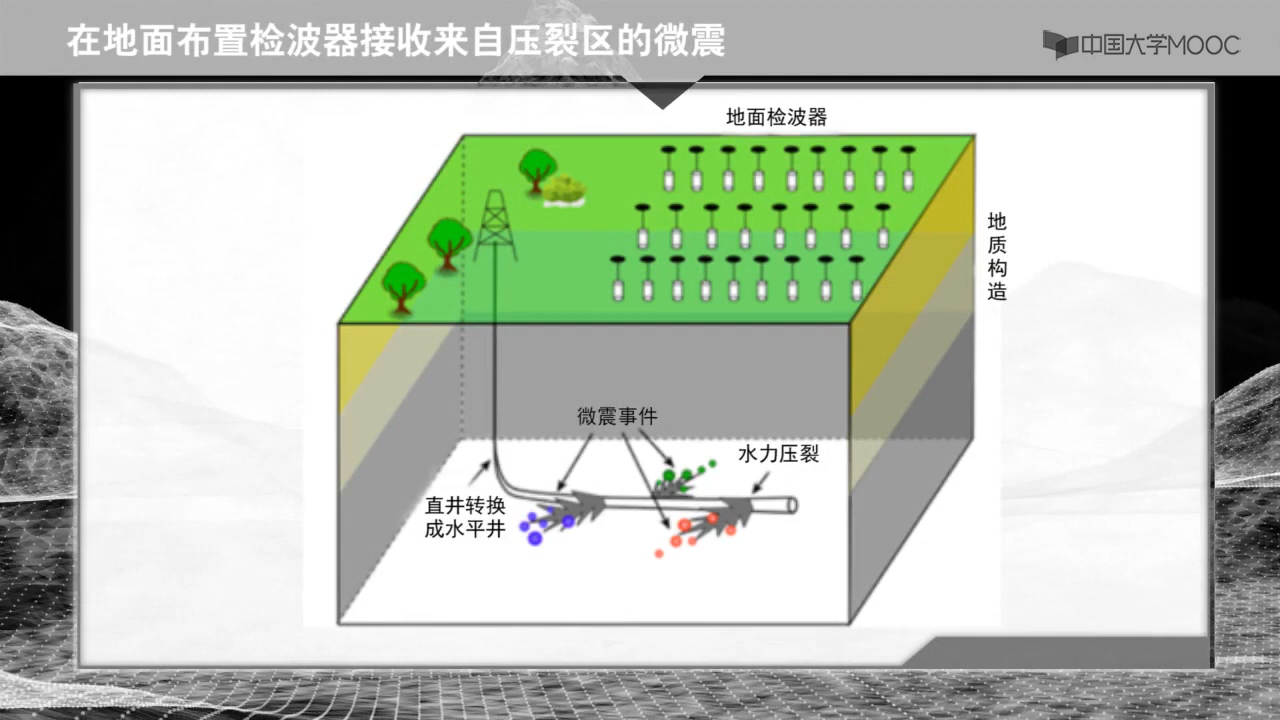 在地面布置检波器接收来自压裂区的微震
中国大学MOOC
地面检波器
地质构造
微震事件
水力压裂
直井转换
成水平井